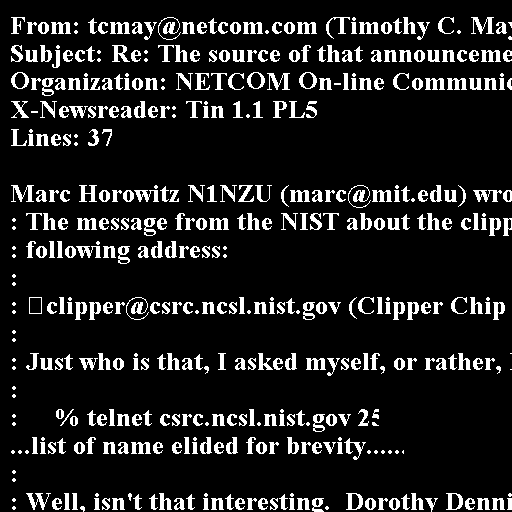 From: tcmay@netcom.com (Timothy C. May
Subject: Re: The source of that announceme
Organization: NETCOM On-line Communic
X-Newsreader: Tin 1.1 PL5
Lines: 37

Marc Horowitz N1NZU (marc@mit.edu) wro
: The message from the NIST about the clipp
: following address:
:
: clipper@csrc.ncsl.nist.gov (Clipper Chip
:
: Just who is that, I asked myself, or rather,
:
: % telnet csrc.ncsl.nist.gov 25
...list of name elided for brevity......
:
: Well, isn't that interesting. Dorothy Denni